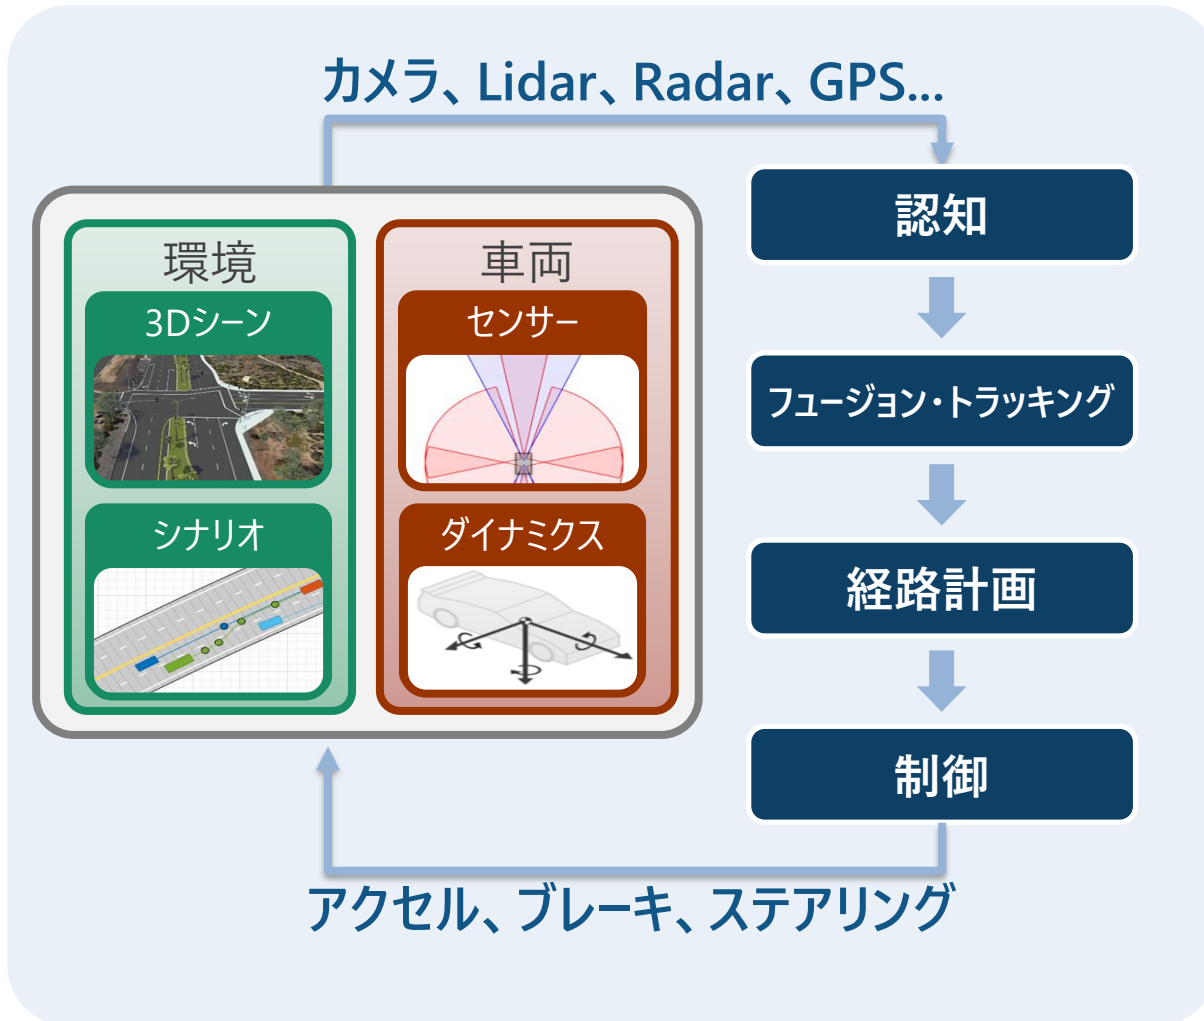 カメラ、Lidar、Radar、GPS...
環境
3Dシーン
シナリオ
車両
センサー
ダイナミクス
認知
フュージョン・トラッキング
経路計画
制御
アクセル、ブレーキ、ステアリング